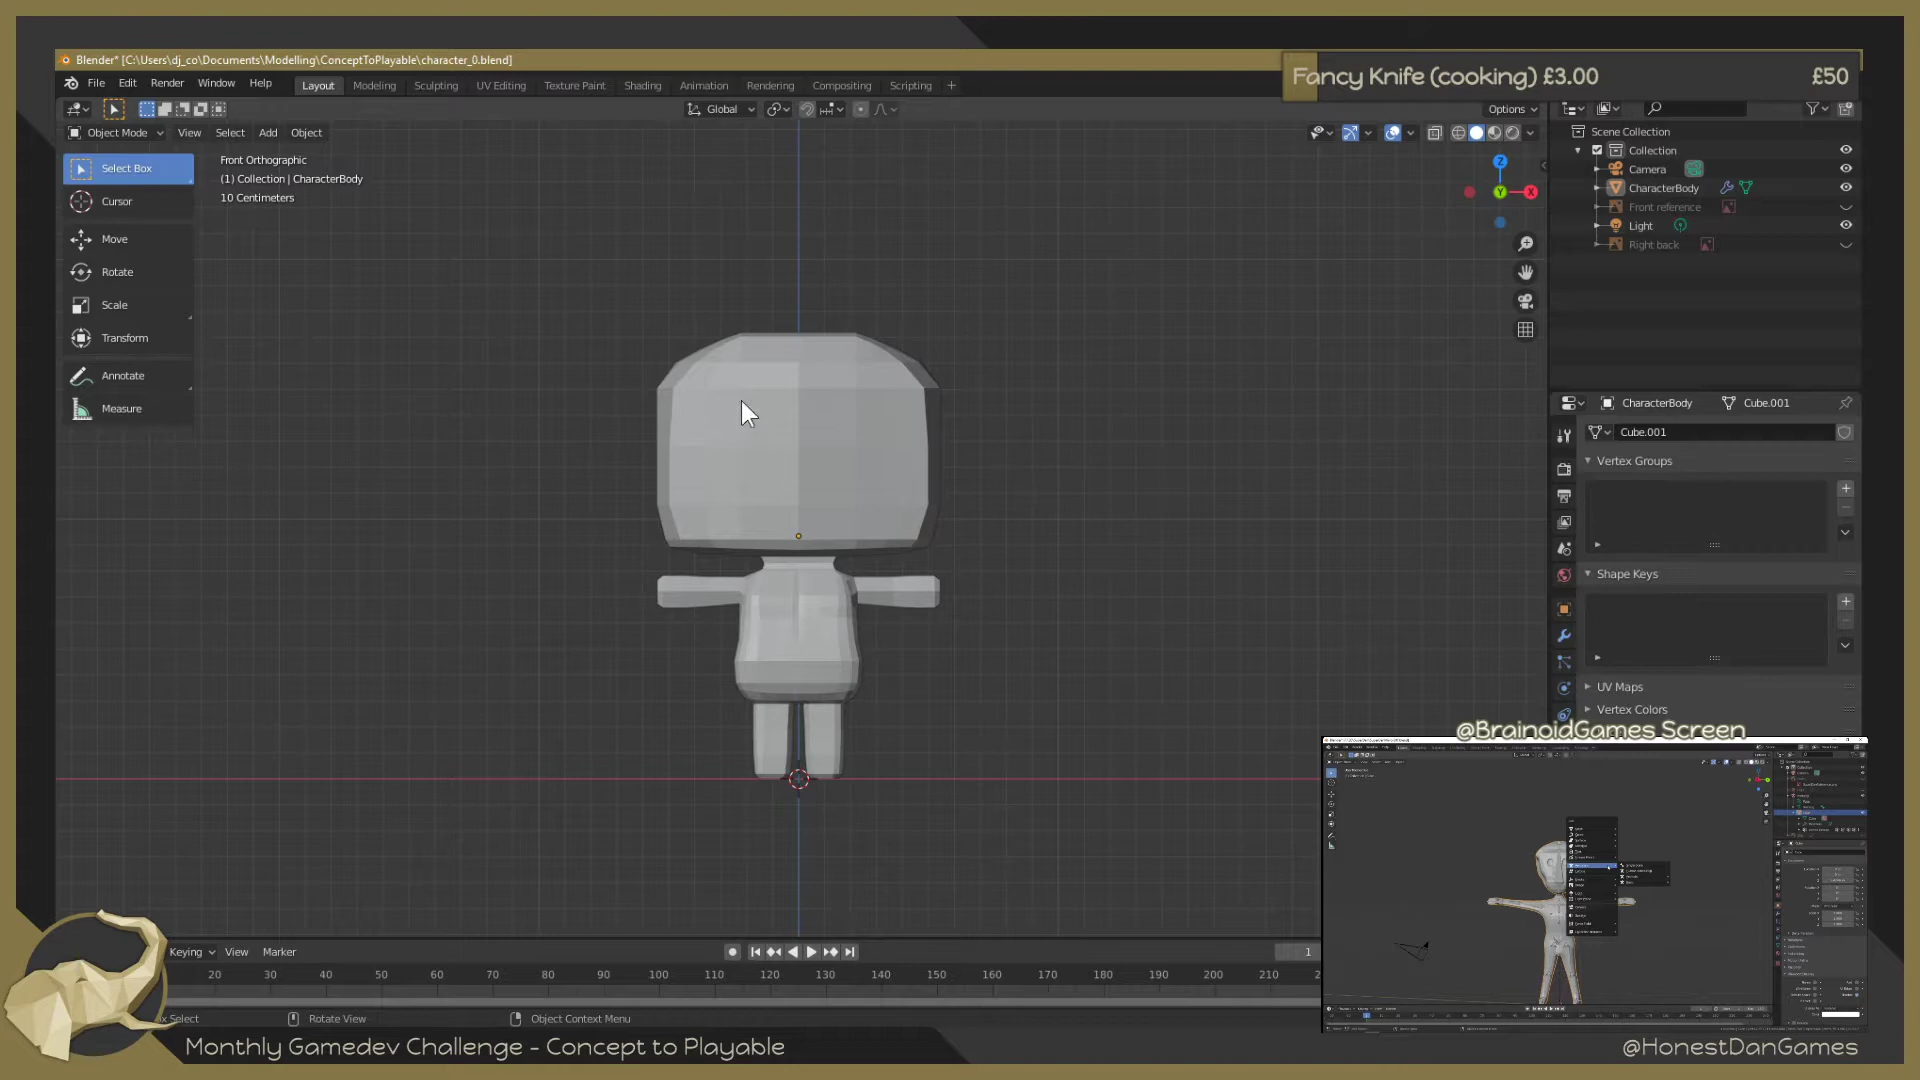 Blender* [C:\Users\dj_co\Documents\Modelling\ConceptToPlayable\character_0.blend]
Fancy Knife (cooking) £3.00 £50
File Edit Render Window Help Layout Modeling Sculpting UV Editing Texture Paint Shading Animation Rendering Compositing Scripting +
Global Options
Object Mode View Select Add Object
Scene Collection
Collection
Camera
CharacterBody
Front reference
Light
Right back
Select Box
Cursor
Move
Rotate
Scale
Transform
Annotate
Measure
Front Orthographic
(1) Collection | CharacterBody
10 Centimeters
Z
Y
X
CharacterBody Cube.001
Cube.001
Vertex Groups
Shape Keys
UV Maps
Vertex Colors
@BrainoidGames Screen
Keying View Marker
1
20 30 40 50 60 70 80 90 100 110 120 130 140 150 160 170 180 190 200 210
Select Rotate View Object Context Menu
Monthly Gamedev Challenge - Concept to Playable
@HonestDanGames